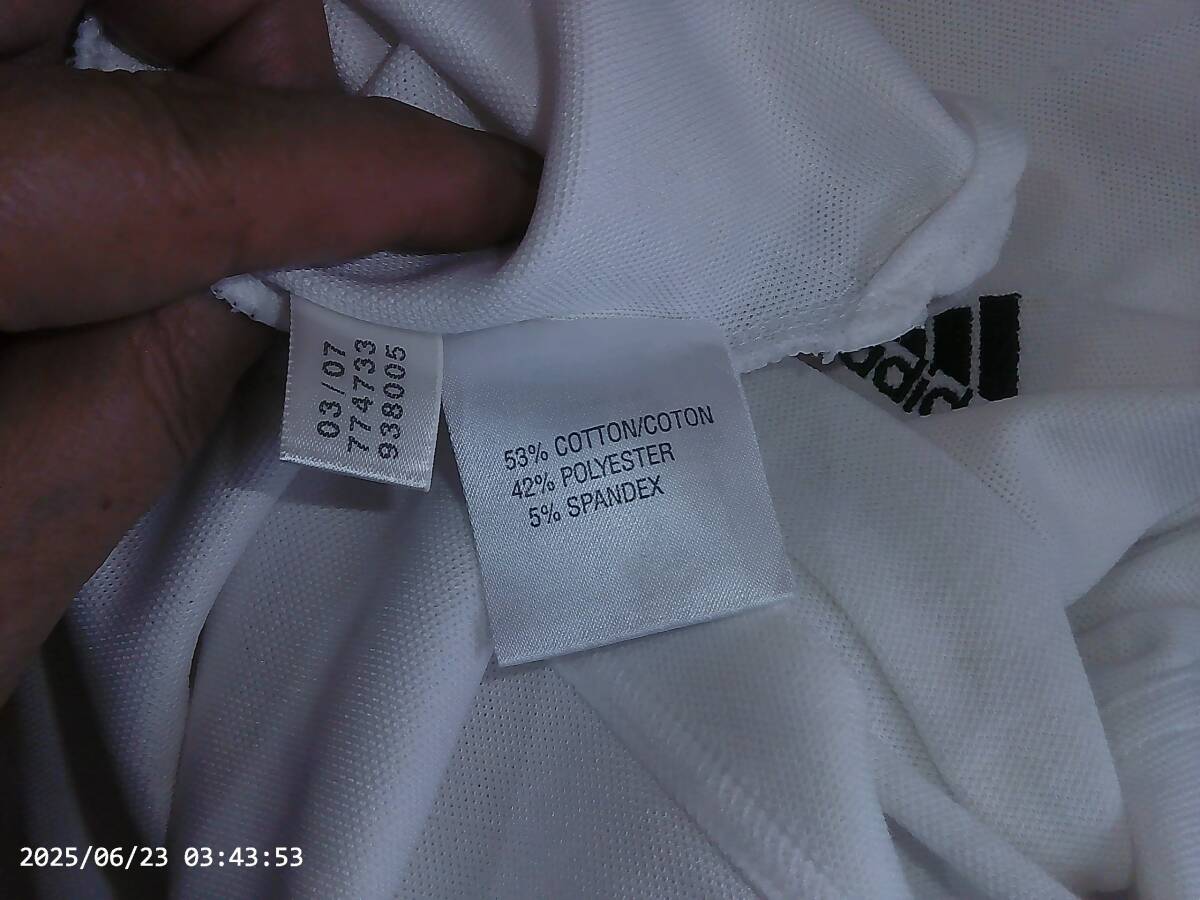 03/07
774733
938005
53% COTTON/COTON
42% POLYESTER
5% SPANDEX
2025/06/23 03:43:53